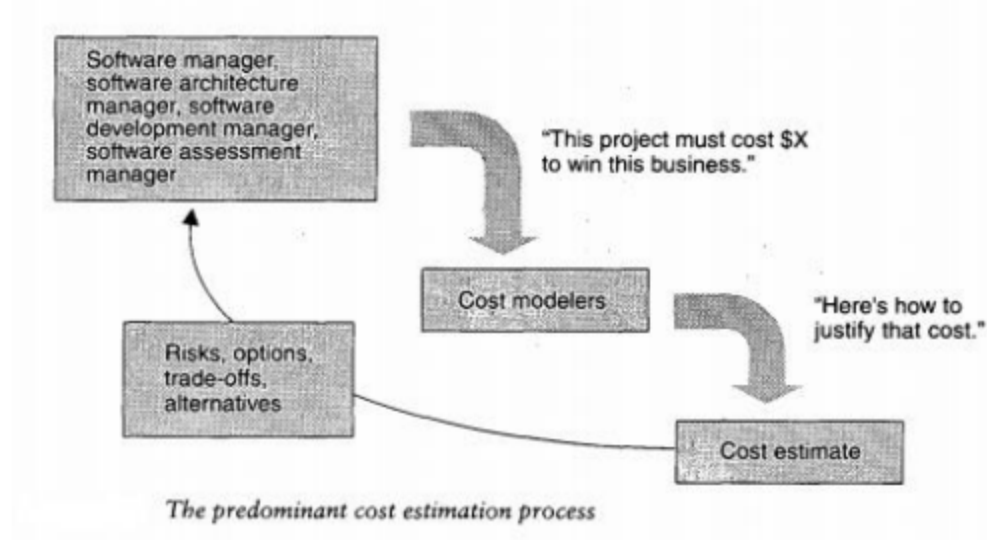 Software manager,
software architecture
manager, software
development manager,
software assessment
manager
"This project must cost $X
to win this business."
Cost modelers
"Here's how to
justify that cost."
Risks, options,
trade-offs,
alternatives
Cost estimate
The predominant cost estimation process